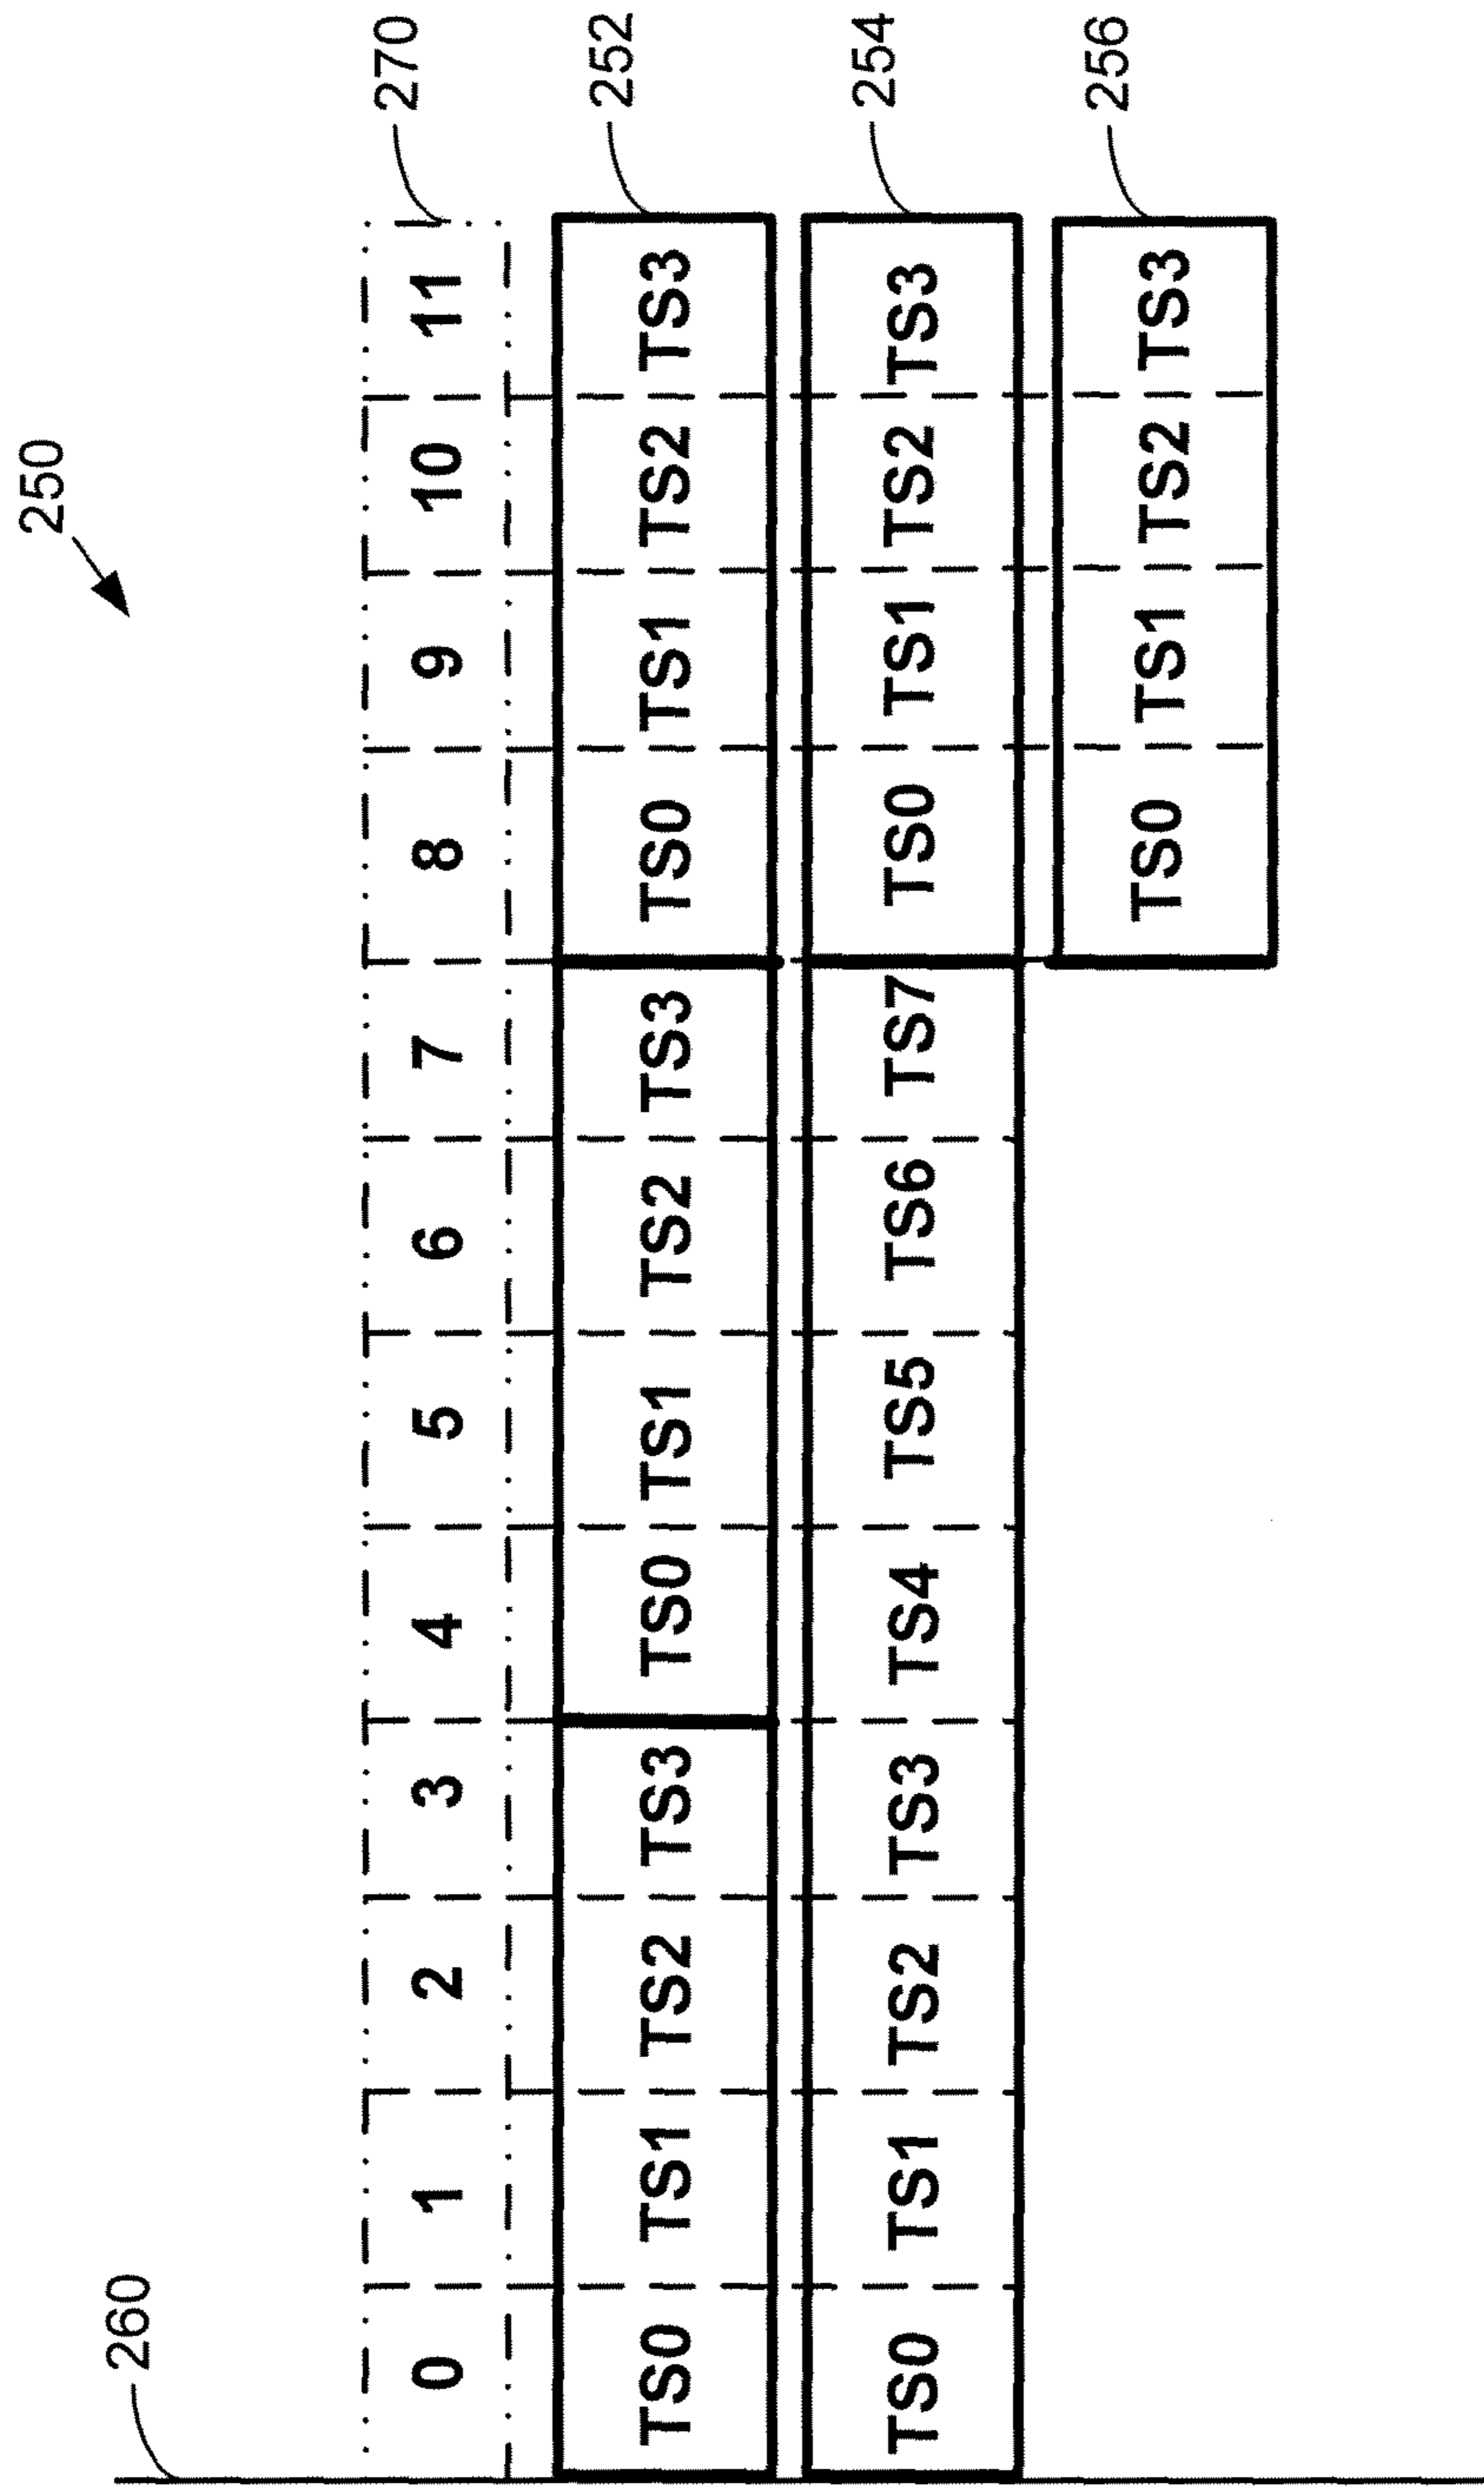 250
260
0 1 2 3 4 5 6 7 8 9 10 11 270
TS0 TS1 TS2 TS3 TS0 TS1 TS2 TS3 TS0 TS1 TS2 TS3 252
TS0 TS1 TS2 TS3 TS4 TS5 TS6 TS7 TS0 TS1 TS2 TS3 254
TS0 TS1 TS2 TS3 256